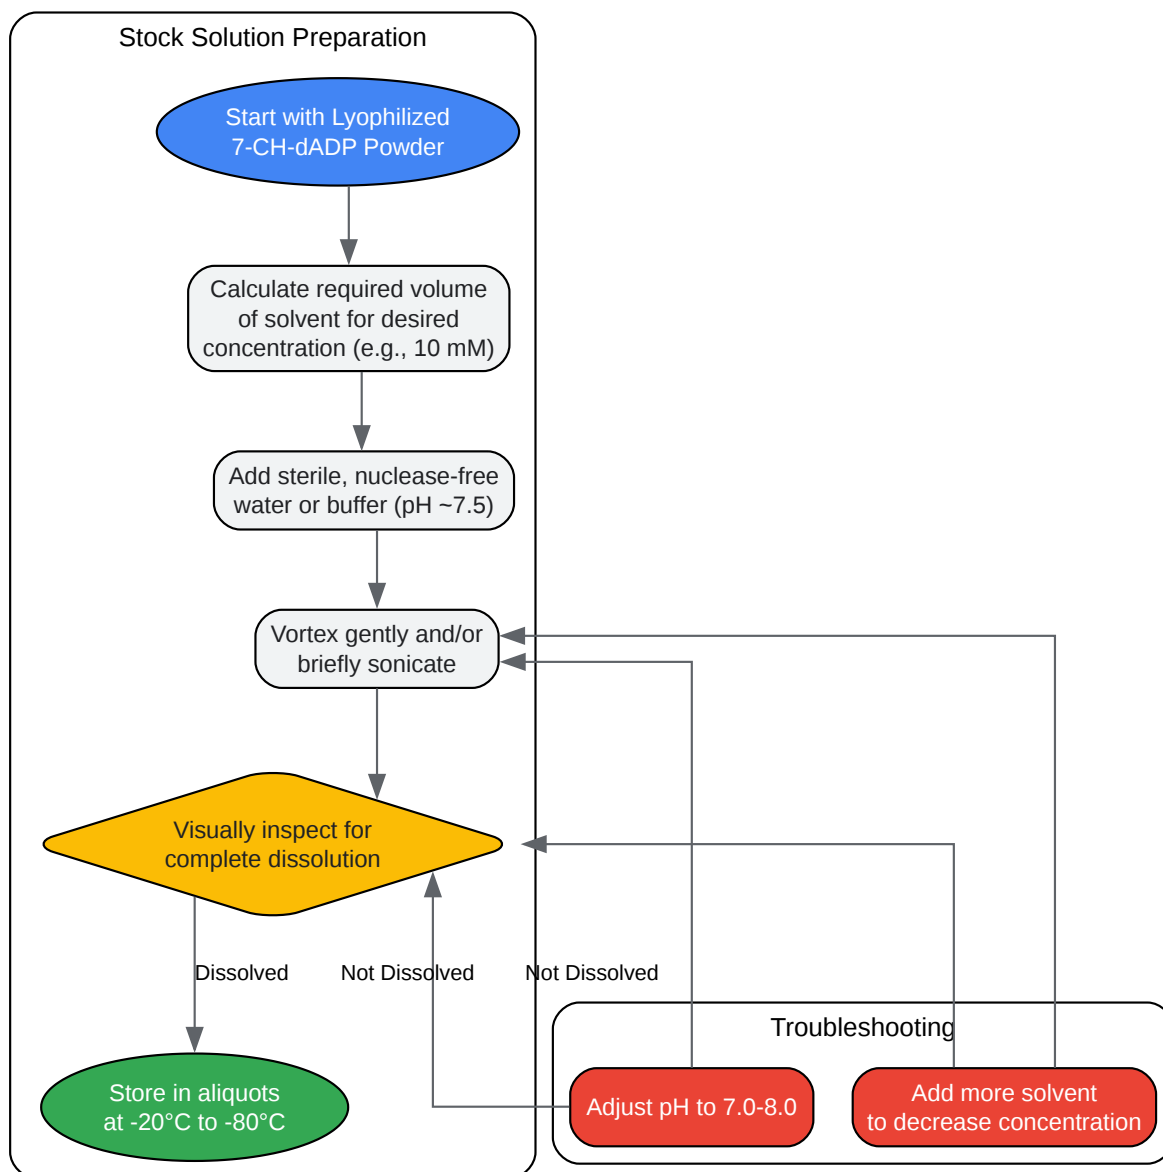 Stock Solution Preparation
Start with Lyophilized
7-CH-dADP Powder
Calculate required volume
of solvent for desired
concentration (e.g., 10 mM)
Add sterile, nuclease-free
water or buffer (pH ~7.5)
Vortex gently and/or
briefly sonicate
Visually inspect for
complete dissolution
Dissolved
Not Dissolved
Not Dissolved
Store in aliquots
at -20°C to -80°C
Troubleshooting
Adjust pH to 7.0-8.0
Add more solvent
to decrease concentration